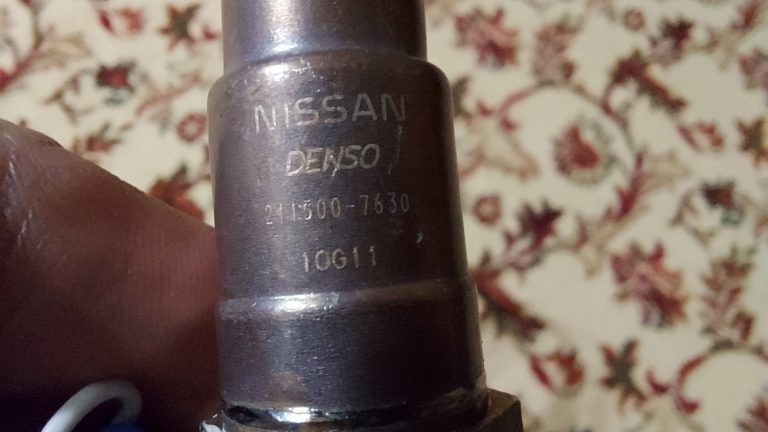 NISSAN
DENSO
211500-7630
10G11